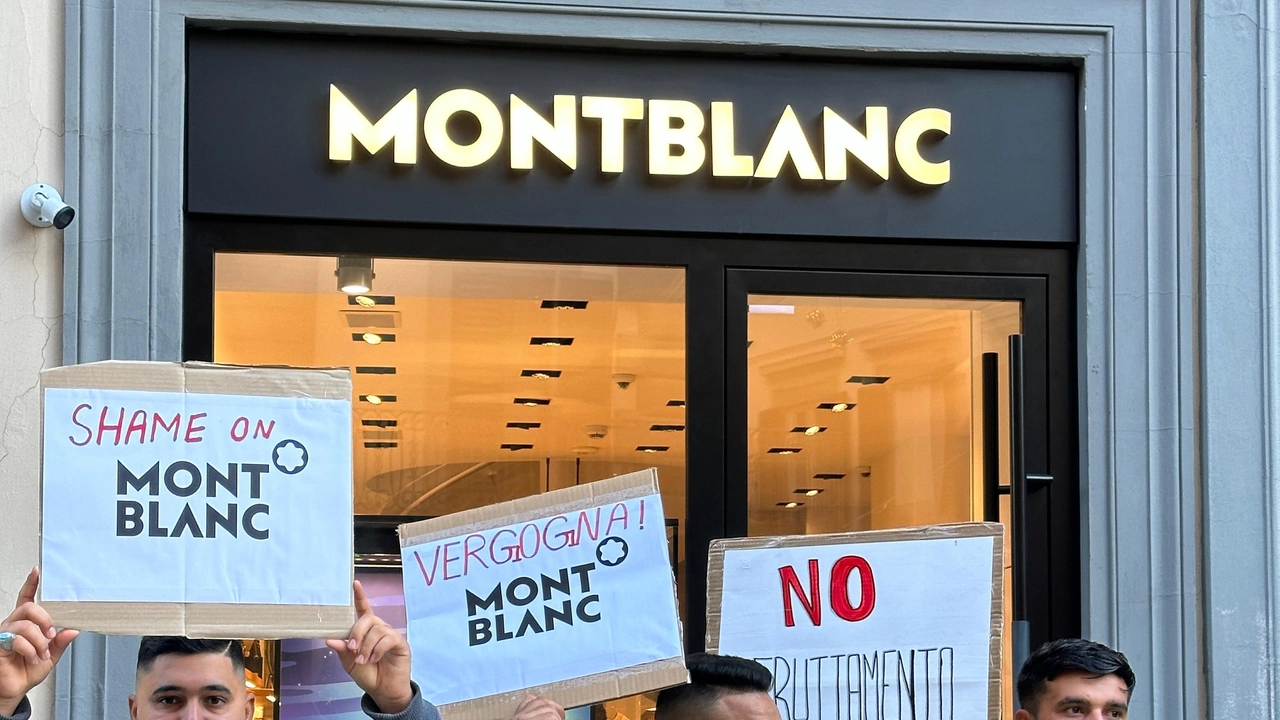 MONTBLANC
SHAME ON
MONT
BLANC
VERGOGNA!
MONT
BLANC
NO